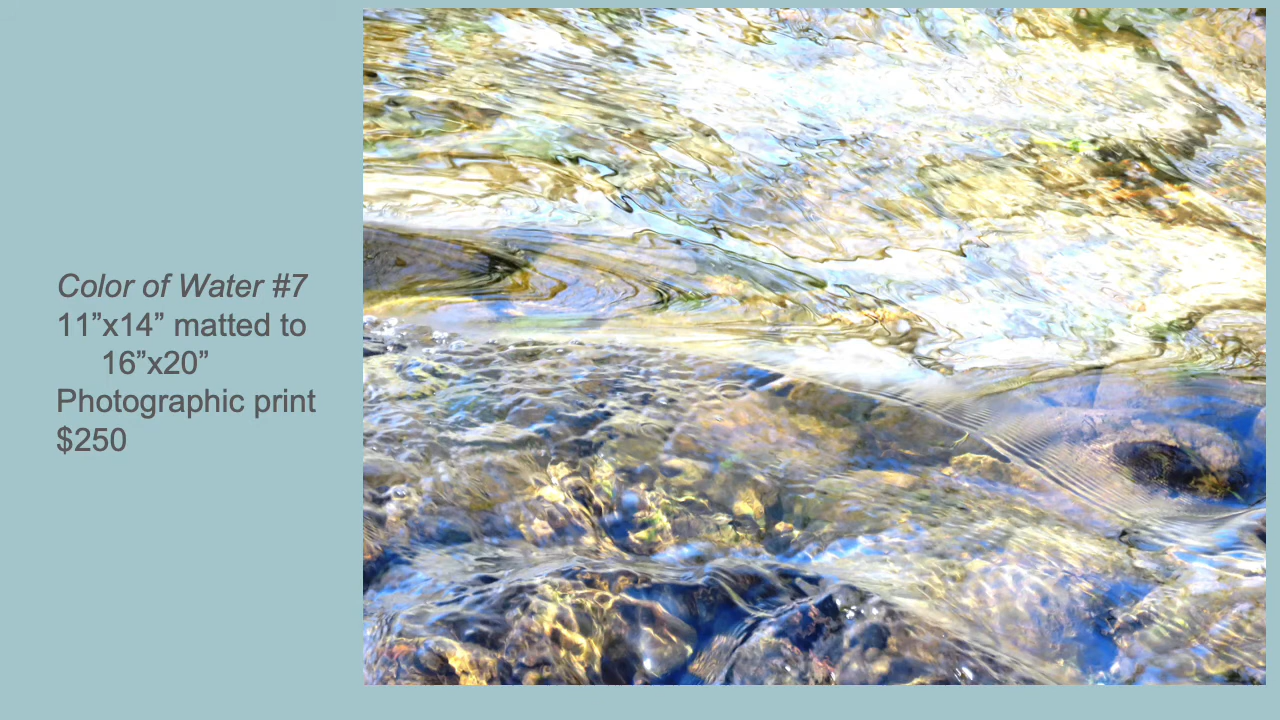 Color of Water #7
11”x14” matted to
16”x20”
Photographic print
$250